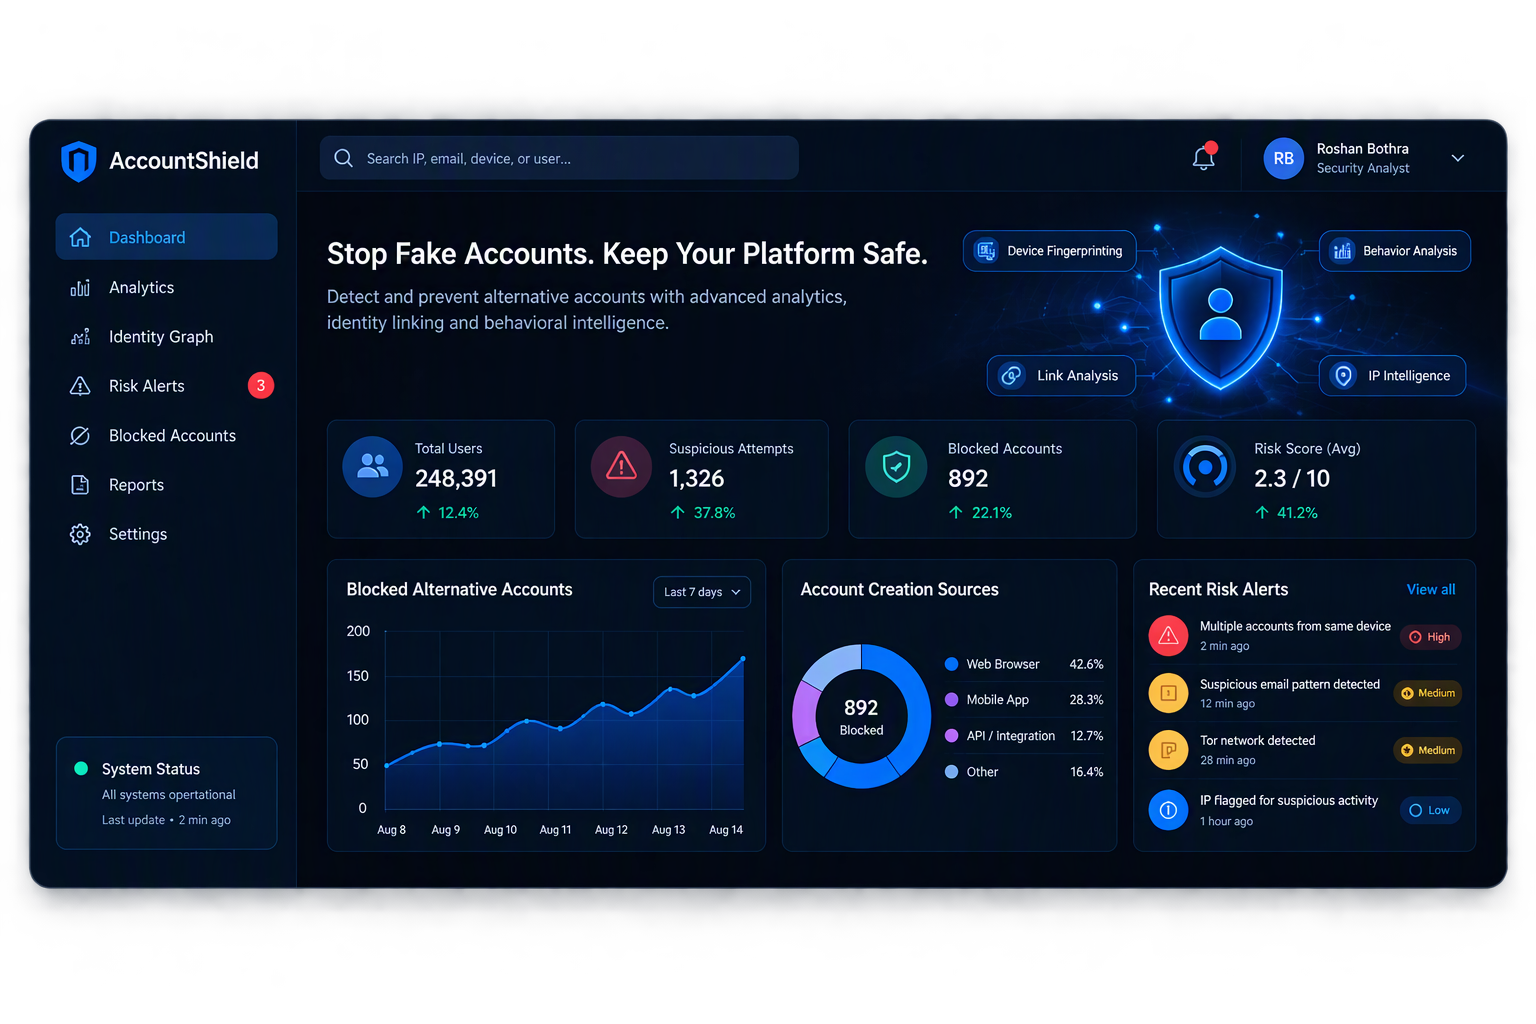 AccountShield
Search IP, email, device, or user...
RB
Roshan Bothra
Security Analyst
Dashboard
Analytics
Identity Graph
Risk Alerts
3
Blocked Accounts
Reports
Settings
System Status
All systems opertational
Last update • 2 min ago
Stop Fake Accounts. Keep Your Platform Safe.
Detect and prevent alternative accounts with advanced analytics,
identity linking and behavioral intelligence.
Device Fingerprinting
Behavior Analysis
Link Analysis
IP Intelligence
Total Users
248,391
↑ 12.4%
Suspicious Attempts
1,326
↑ 37.8%
Blocked Accounts
892
↑ 22.1%
Risk Score (Avg)
2.3 / 10
↑ 41.2%
Blocked Alternative Accounts
Last 7 days
200
150
100
50
0
Aug 8 Aug 9 Aug 10 Aug 11 Aug 12 Aug 13 Aug 14
Account Creation Sources
892
Blocked
Web Browser 42.6%
Mobile App 28.3%
API / Integration 12.7%
Other 16.4%
Recent Risk Alerts
View all
Multiple accounts from same device
2 min ago
High
Suspicious email pattern detected
12 min ago
Medium
Tor network detected
28 min ago
Medlum
IP flagged for suspicious activity
1 hour ago
Low